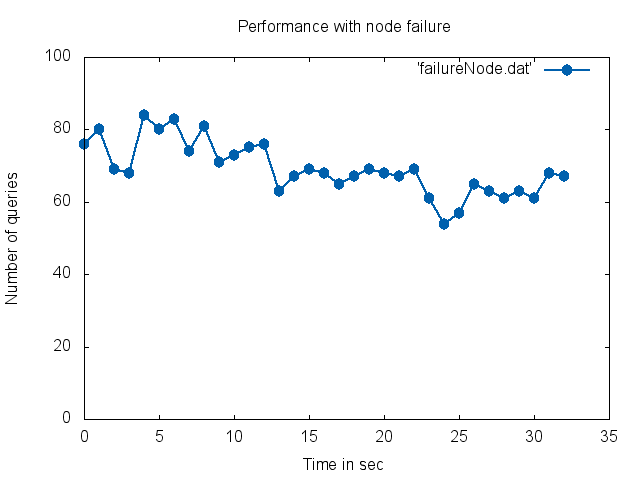 Performance with node failure
'failureNode.dat'
Number of queries
100
80
60
40
20
0
0 5 10 15 20 25 30 35
Time in sec